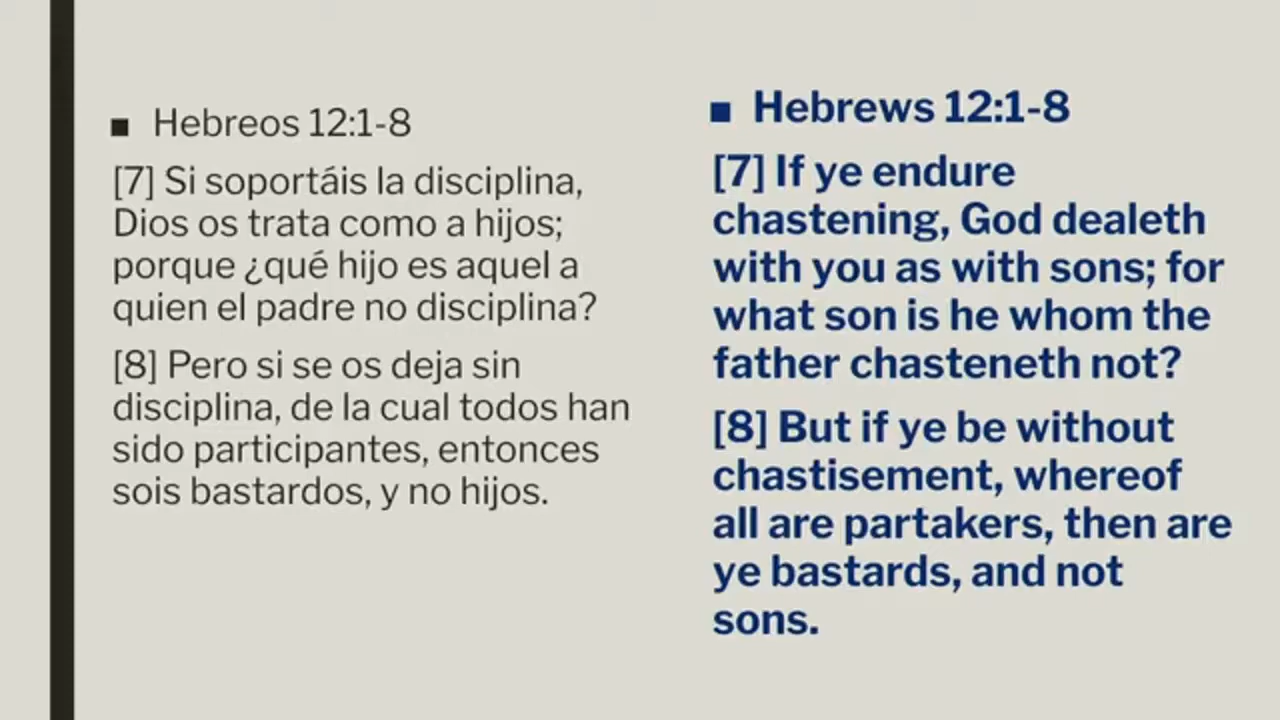 ■ Hebreos 12:1-8
[7] Si soportáis la disciplina,
Dios os trata como a hijos;
porque ¿qué hijo es aquel a
quien el padre no disciplina?
[8] Pero si se os deja sin
disciplina, de la cual todos han
sido participantes, entonces
sois bastardos, y no hijos.
■ Hebrews 12:1-8
[7] If ye endure
chastening, God dealeth
with you as with sons; for
what son is he whom the
father chasteneth not?
[8] But if ye be without
chastisement, whereof
all are partakers, then are
ye bastards, and not
sons.